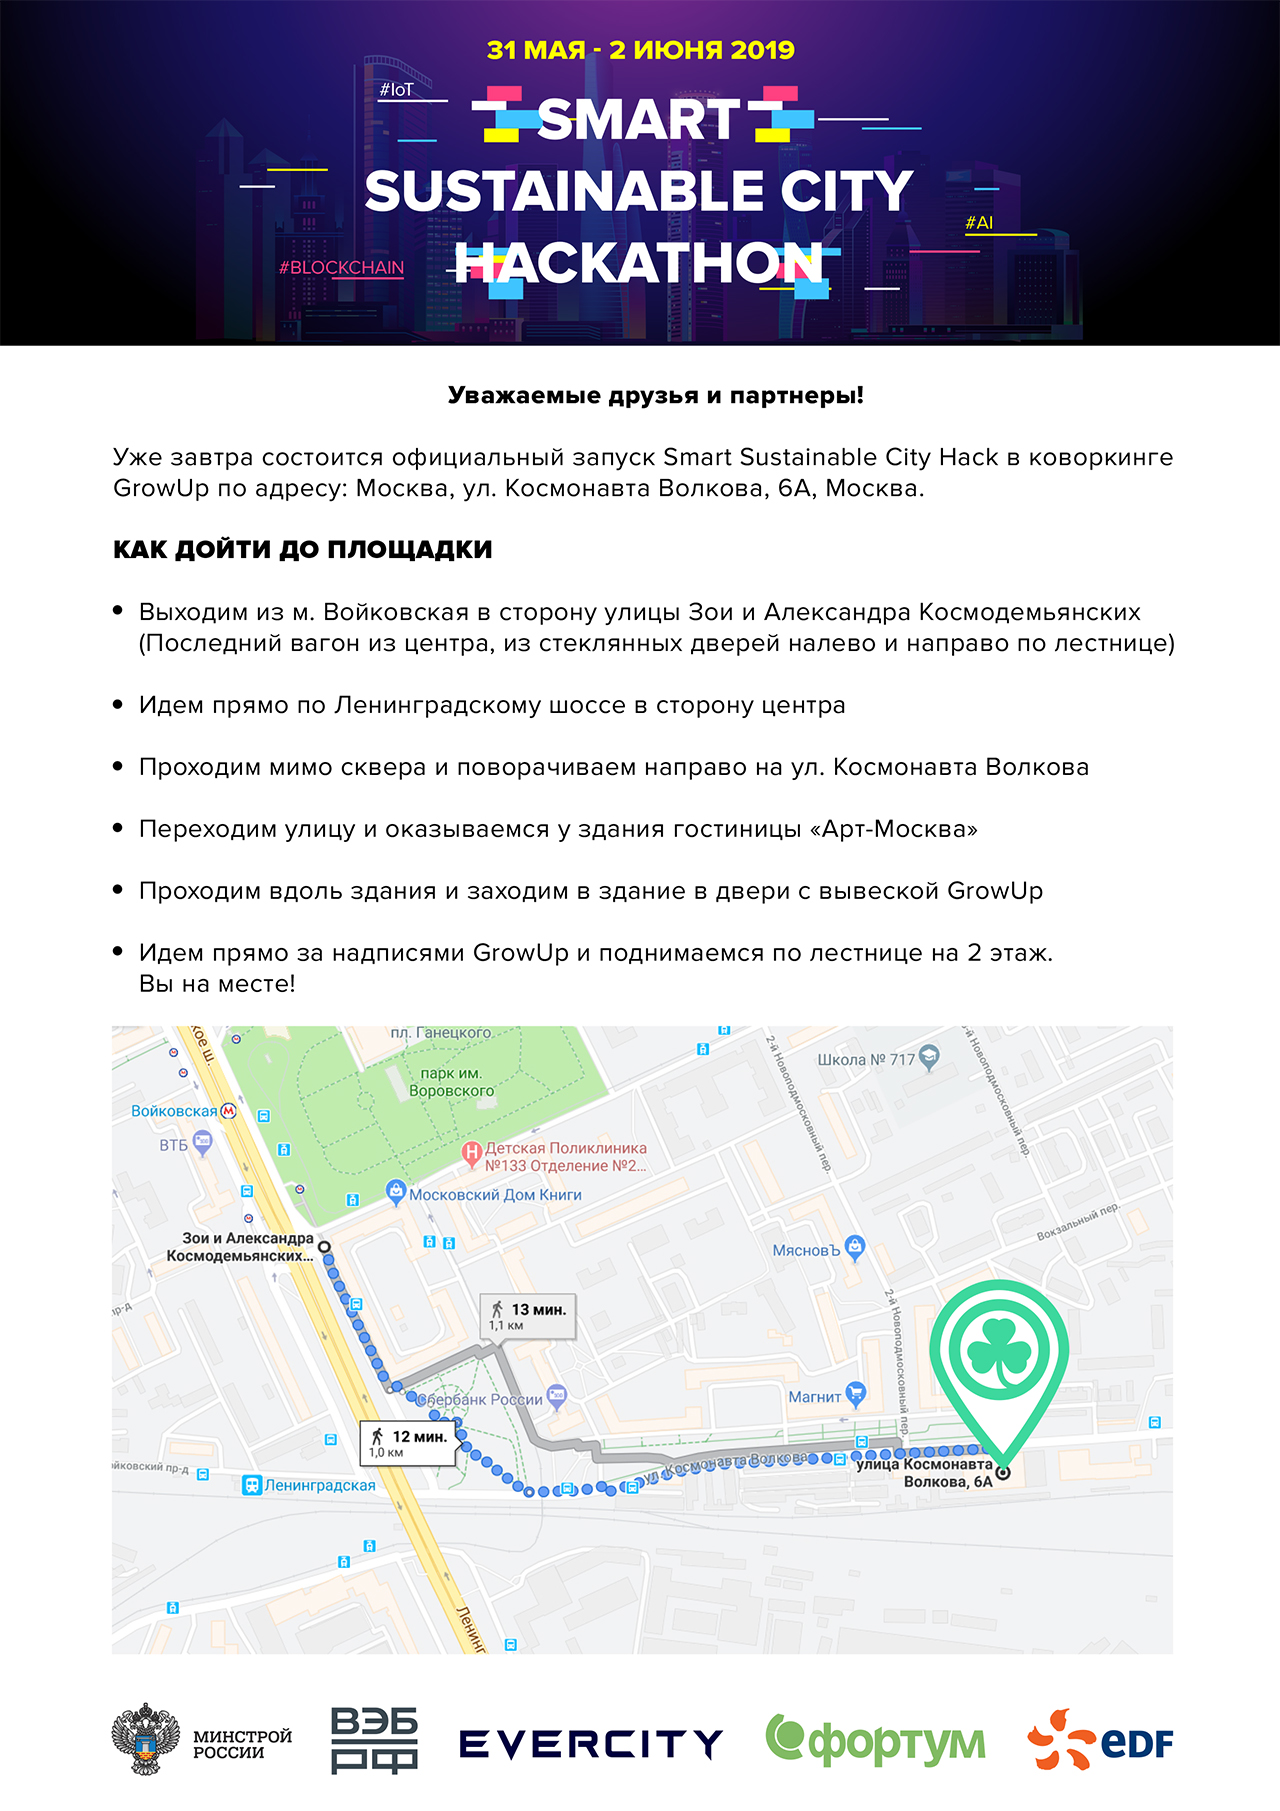 31 МАЯ - 2 ИЮНЯ 2019
#IoT
SMART
SUSTAINABLE CITY
#AI
HACKATHON
#BLOCKCHAIN
Уважаемые друзья и партнеры!
Уже завтра состоится официальный запуск Smart Sustainable City Hack в коворкинге
GrowUp по адресу: Москва, ул. Космонавта Волкова, 6А, Москва.
КАК ДОЙТИ ДО ПЛОЩАДКИ
• Выходим из м. Войковская в сторону улицы Зои и Александра Космодемьянских
(Последний вагон из центра, из стеклянных дверей налево и направо по лестнице)
• Идем прямо по Ленинградскому шоссе в сторону центра
• Проходим мимо сквера и поворачиваем направо на ул. Космонавта Волкова
• Переходим улицу и оказываемся у здания гостиницы «Арт-Москва»
• Проходим вдоль здания и заходим в здание в двери с вывеской GrowUp
• Идем прямо за надписями GrowUp и поднимаемся по лестнице на 2 этаж.
Вы на месте!
кое ш.
пл. Ганецкого
парк им.
Воровского
Школа № 717
2-й Новоподмосковный пер.
1-й Новоподмосковный пер.
Войковская
ВТБ
Детская Поликлиника
№133 Отделение №2...
Московский Дом Книги
Вокзальный пер.
Зои и Александра
Космодемьянских...
МясновЪ
2-й Новоподмосковный пер.
пр-д
13 мин.
1,1 км
Сбербанк России
Магнит
12 мин.
1,0 км
ойковский пр-д
ул. Космонавта Волкова
улица Космонавта
Волкова, 6А
Ленинградская
Ленинг
МИНСТРОЙ
РОССИИ
ВЭБ
РФ
EVERCITY
фортум
eDF